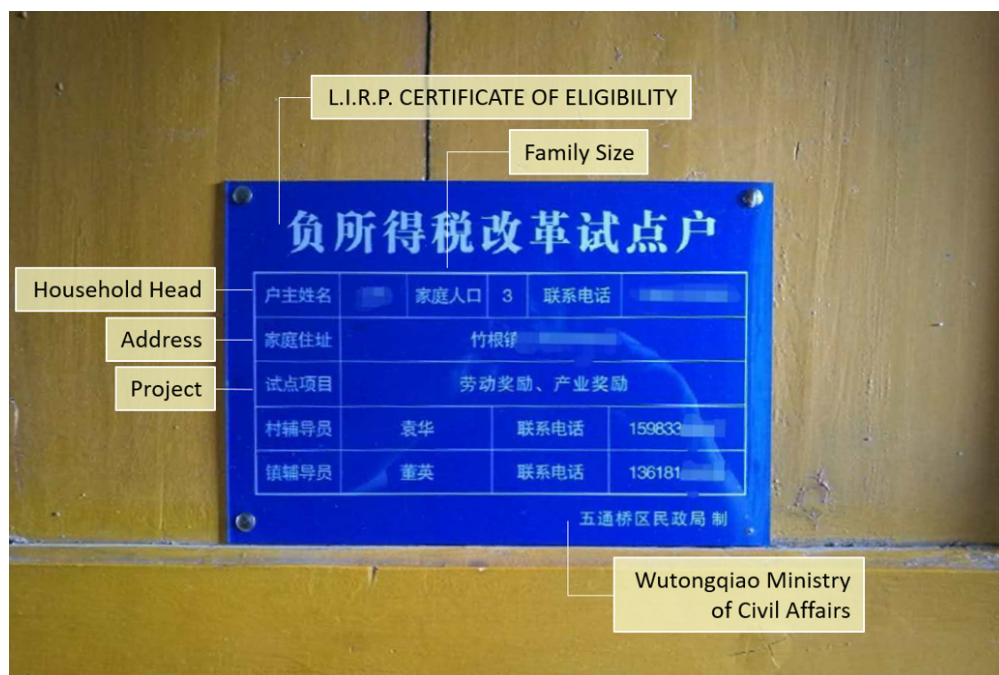 L.I.R.P. CERTIFICATE OF ELIGIBILITY
Family Size
负所得税改革试点户
Household Head
户主姓名 家庭人口 3 联系电话
Address
家庭住址 竹根镇
Project
试点项目 劳动奖励、产业奖励
村辅导员 袁华 联系电话 159833
镇辅导员 董英 联系电话 136181
五通桥区民政局 制
Wutongqiao Ministry
of Civil Affairs